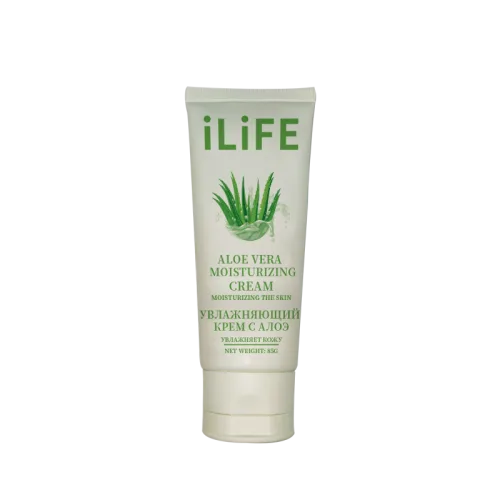 iLiFE
ALOE VERA
MOISTURIZING
CREAM
MOISTURIZING THE SKIN
УВЛАЖНЯЮЩИЙ
КРЕМ С АЛОЭ
УВЛАЖНЯЕТ КОЖУ
NET WEIGHT: 85G